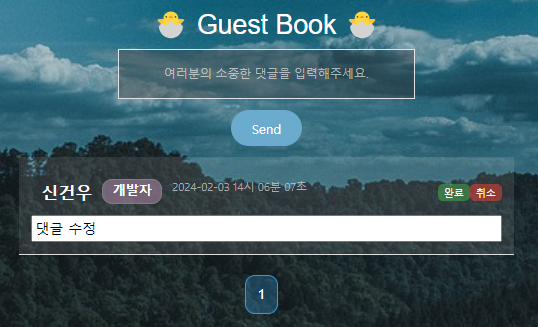 🐣 Guest Book 🐣
여러분의 소중한 댓글을 입력해주세요.
Send
신건우 개발자 2024-02-03 14시 06분 07초 완료 취소
댓글 수정
1